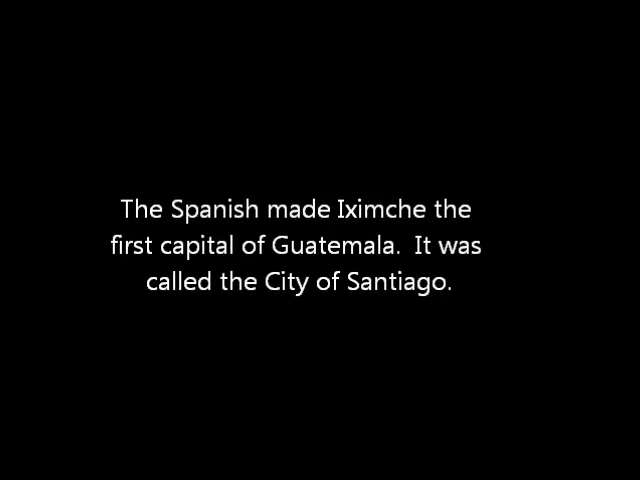 The Spanish made Iximche the
first capital of Guatemala.  It was
called the City of Santiago.